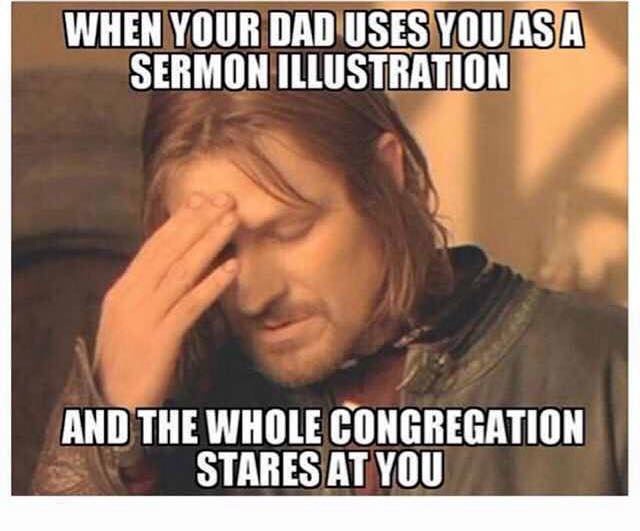 WHEN YOUR DAD USES YOU AS A
SERMON ILLUSTRATION
AND THE WHOLE CONGREGATION
STARES AT YOU